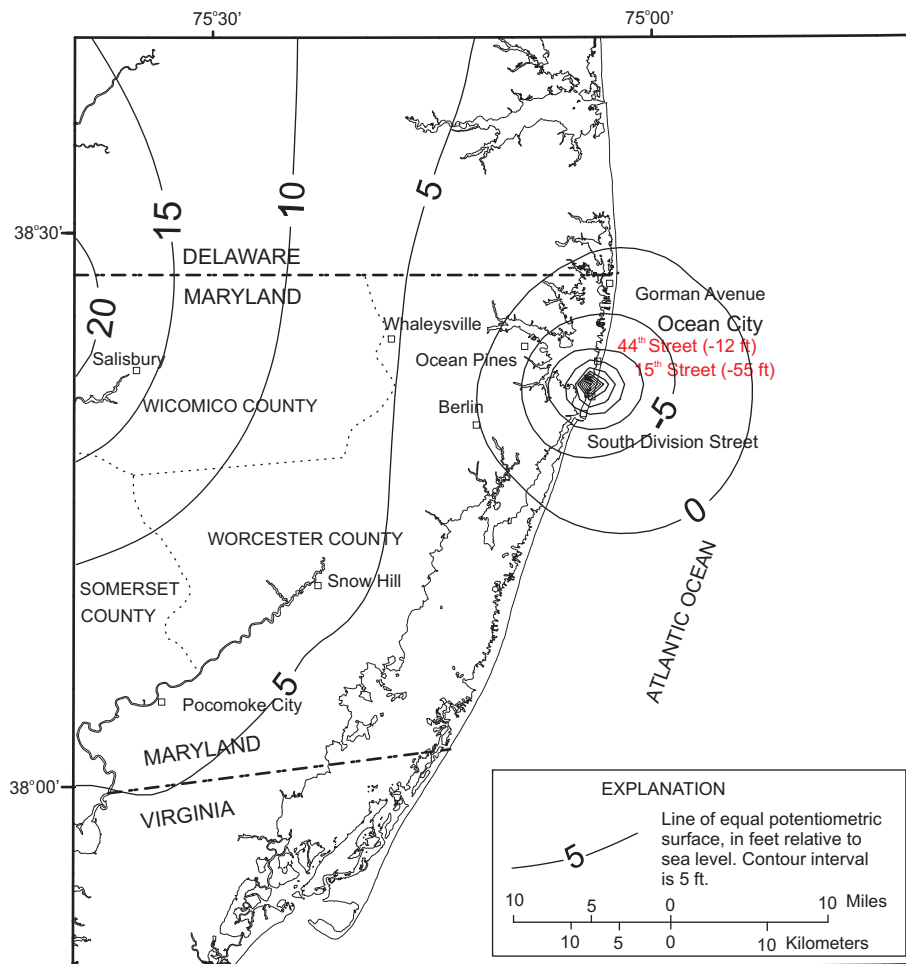 75°30'
75°00'
38°30'
38°00'
15
10
5
20
DELAWARE
MARYLAND
Gorman Avenue
Whaleysville
Ocean City
44th Street (-12 ft)
Ocean Pines
Salisbury
15th Street (-55 ft)
WICOMICO COUNTY
Berlin
-5
South Division Street
0
WORCESTER COUNTY
SOMERSET
COUNTY
Snow Hill
ATLANTIC OCEAN
5
Pocomoke City
MARYLAND
VIRGINIA
EXPLANATION
5
Line of equal potentiometric
surface, in feet relative to
sea level. Contour interval
is 5 ft.
10 5 0 10 Miles
10 5 0 10 Kilometers